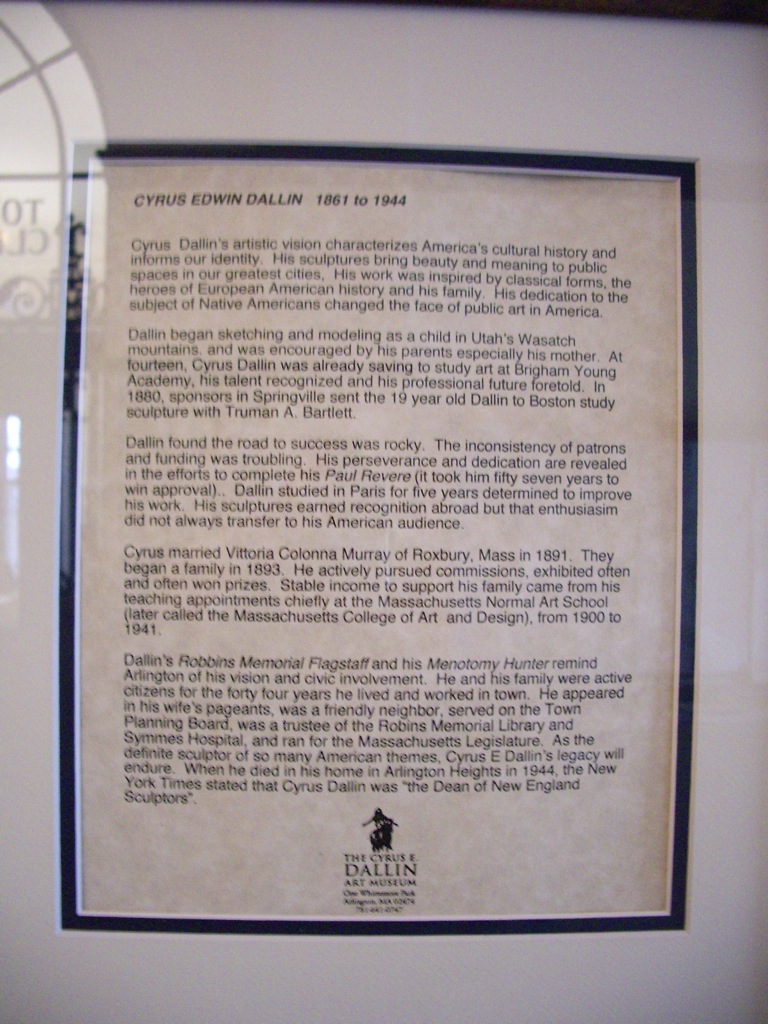 CYRUS EDWIN DALLIN 1861 to 1944
Cyrus Dallin's artistic vision characterizes America's cultural history and
informs our identity. His sculptures bring beauty and meaning to public
spaces in our greatest cities, His work was inspired by classical forms, the
heroes of European American history and his family. His dedication to the
subject of Native Americans changed the face of public art in America.
Dallin began sketching and modeling as a child in Utah's Wasatch
mountains. and was encouraged by his parents especially his mother. At
fourteen, Cyrus Dallin was already saving to study art at Brigham Young
Academy, his talent recognized and his professional future foretold. In
1880, sponsors in Springville sent the 19 year old Dallin to Boston study
sculpture with Truman A. Bartlett.
Dallin found the road to success was rocky. The inconsistency of patrons
and funding was troubling. His perseverance and dedication are revealed
in the efforts to complete his Paul Revere (it took him fifty seven years to
win approval).. Dallin studied in Paris for five years determined to improve
his work. His sculptures earned recognition abroad but that enthusiasim
did not always transfer to his American audience.
Cyrus married Vittoria Colonna Murray of Roxbury, Mass in 1891. They
began a family in 1893. He actively pursued commissions, exhibited often
and often won prizes. Stable income to support his family came from his
teaching appointments chiefly at the Massachusetts Normal Art School
(later called the Massachusetts College of Art and Design), from 1900 to
1941.
Dallin's Robbins Memorial Flagstaff and his Menotomy Hunter remind
Arlington of his vision and civic involvement. He and his family were active
citizens for the forty four years he lived and worked in town. He appeared
in his wife's pageants, was a friendly neighbor, served on the Town
Planning Board, was a trustee of the Robins Memorial Library and
Symmes Hospital, and ran for the Massachusetts Legislature. As the
definite sculptor of so many American themes, Cyrus E Dallin's legacy will
endure. When he died in his home in Arlington Heights in 1944, the New
York Times stated that Cyrus Dallin was "the Dean of New England
Sculptors".
THE CYRUS E.
DALLIN
ART MUSEUM
One Whittemore Park
Arlington, MA 02474
781-641-0747